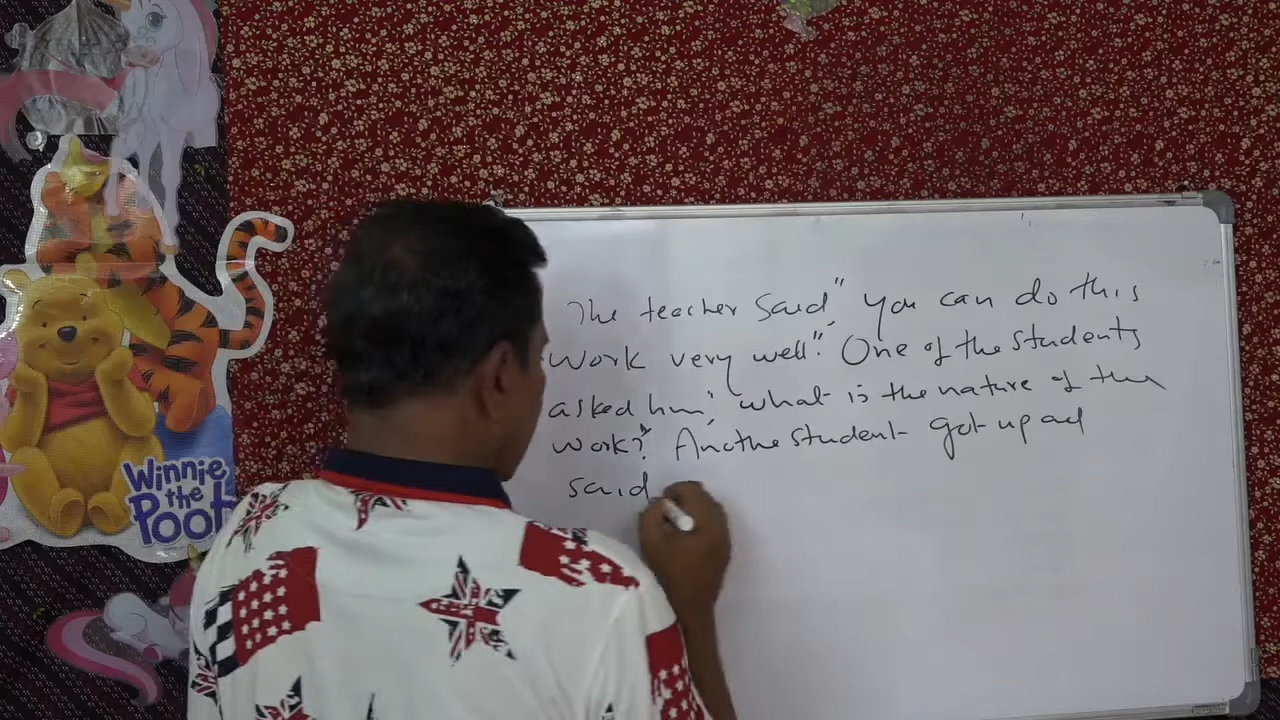 Winnie
the
Pooh
The teacher said" you can do this
work very well". One of the students
asked him, what is the nature of the
work?" Another student got up and
said